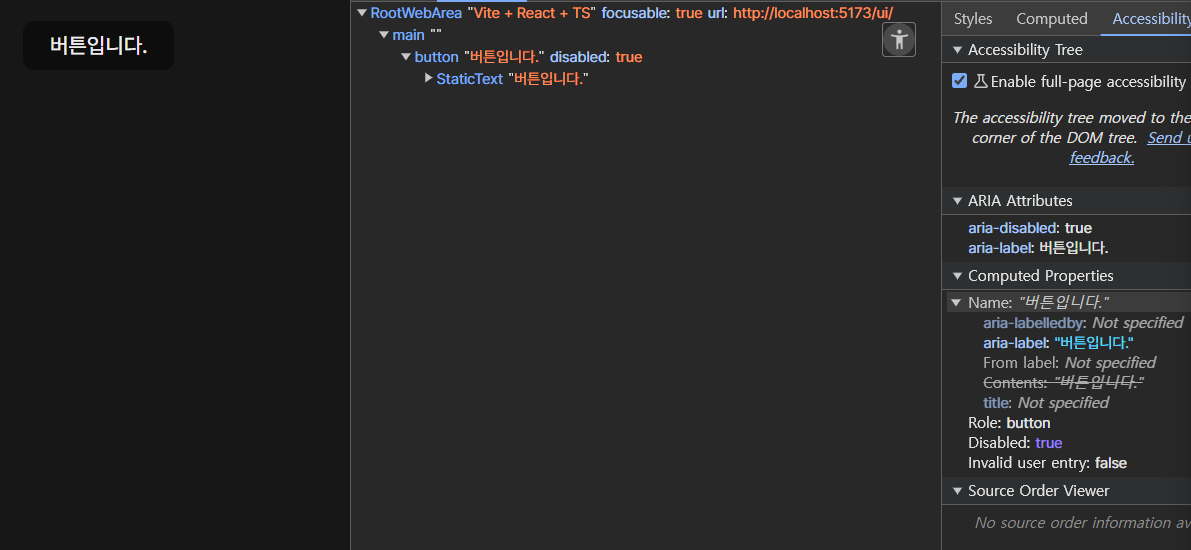 버튼입니다.
RootWebArea "Vite + React + TS" focusable: true url: http://localhost:5173/ui/
main ""
button "버튼입니다." disabled: true
StaticText "버튼입니다."
Styles Computed Accessibility
Accessibility Tree
Enable full-page accessibility
The accessibility tree moved to the
corner of the DOM tree. Send u
feedback.
ARIA Attributes
aria-disabled: true
aria-label: 버튼입니다.
Computed Properties
Name: "버튼입니다."
aria-labelledby: Not specified
aria-label: "버튼입니다."
From label: Not specified
Contents: "버튼입니다."
title: Not specified
Role: button
Disabled: true
Invalid user entry: false
Source Order Viewer
No source order information av